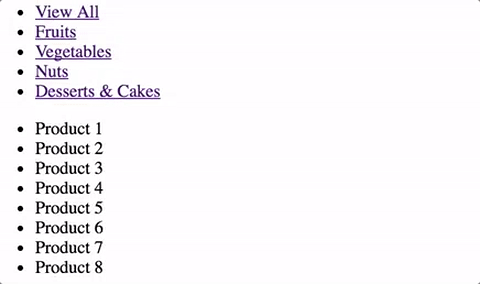 View All
Fruits
Vegetables
Nuts
Desserts & Cakes
Product 1
Product 2
Product 3
Product 4
Product 5
Product 6
Product 7
Product 8